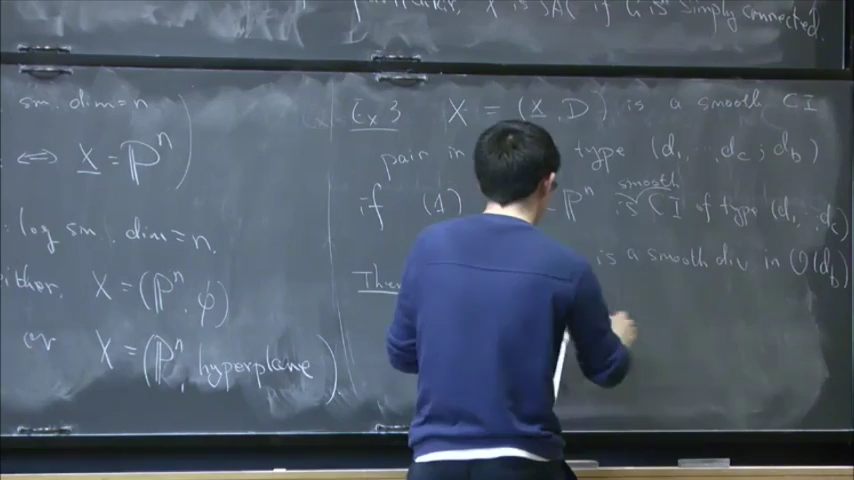 X is SAC if G is simply connected.
sm. dim = n
⟺ X = ℙⁿ
: log sm. dim = n.
either. X = (ℙⁿ, φ)
or X = (ℙⁿ, hyperplane)
Ex 3 X = (X, D) is a smooth CI
pair in type (d₁, ... d_c ; d_b)
if (1) ℙⁿ is smooth CI of type (d₁, ... d_c)
is a smooth div in O(d_b)
Then